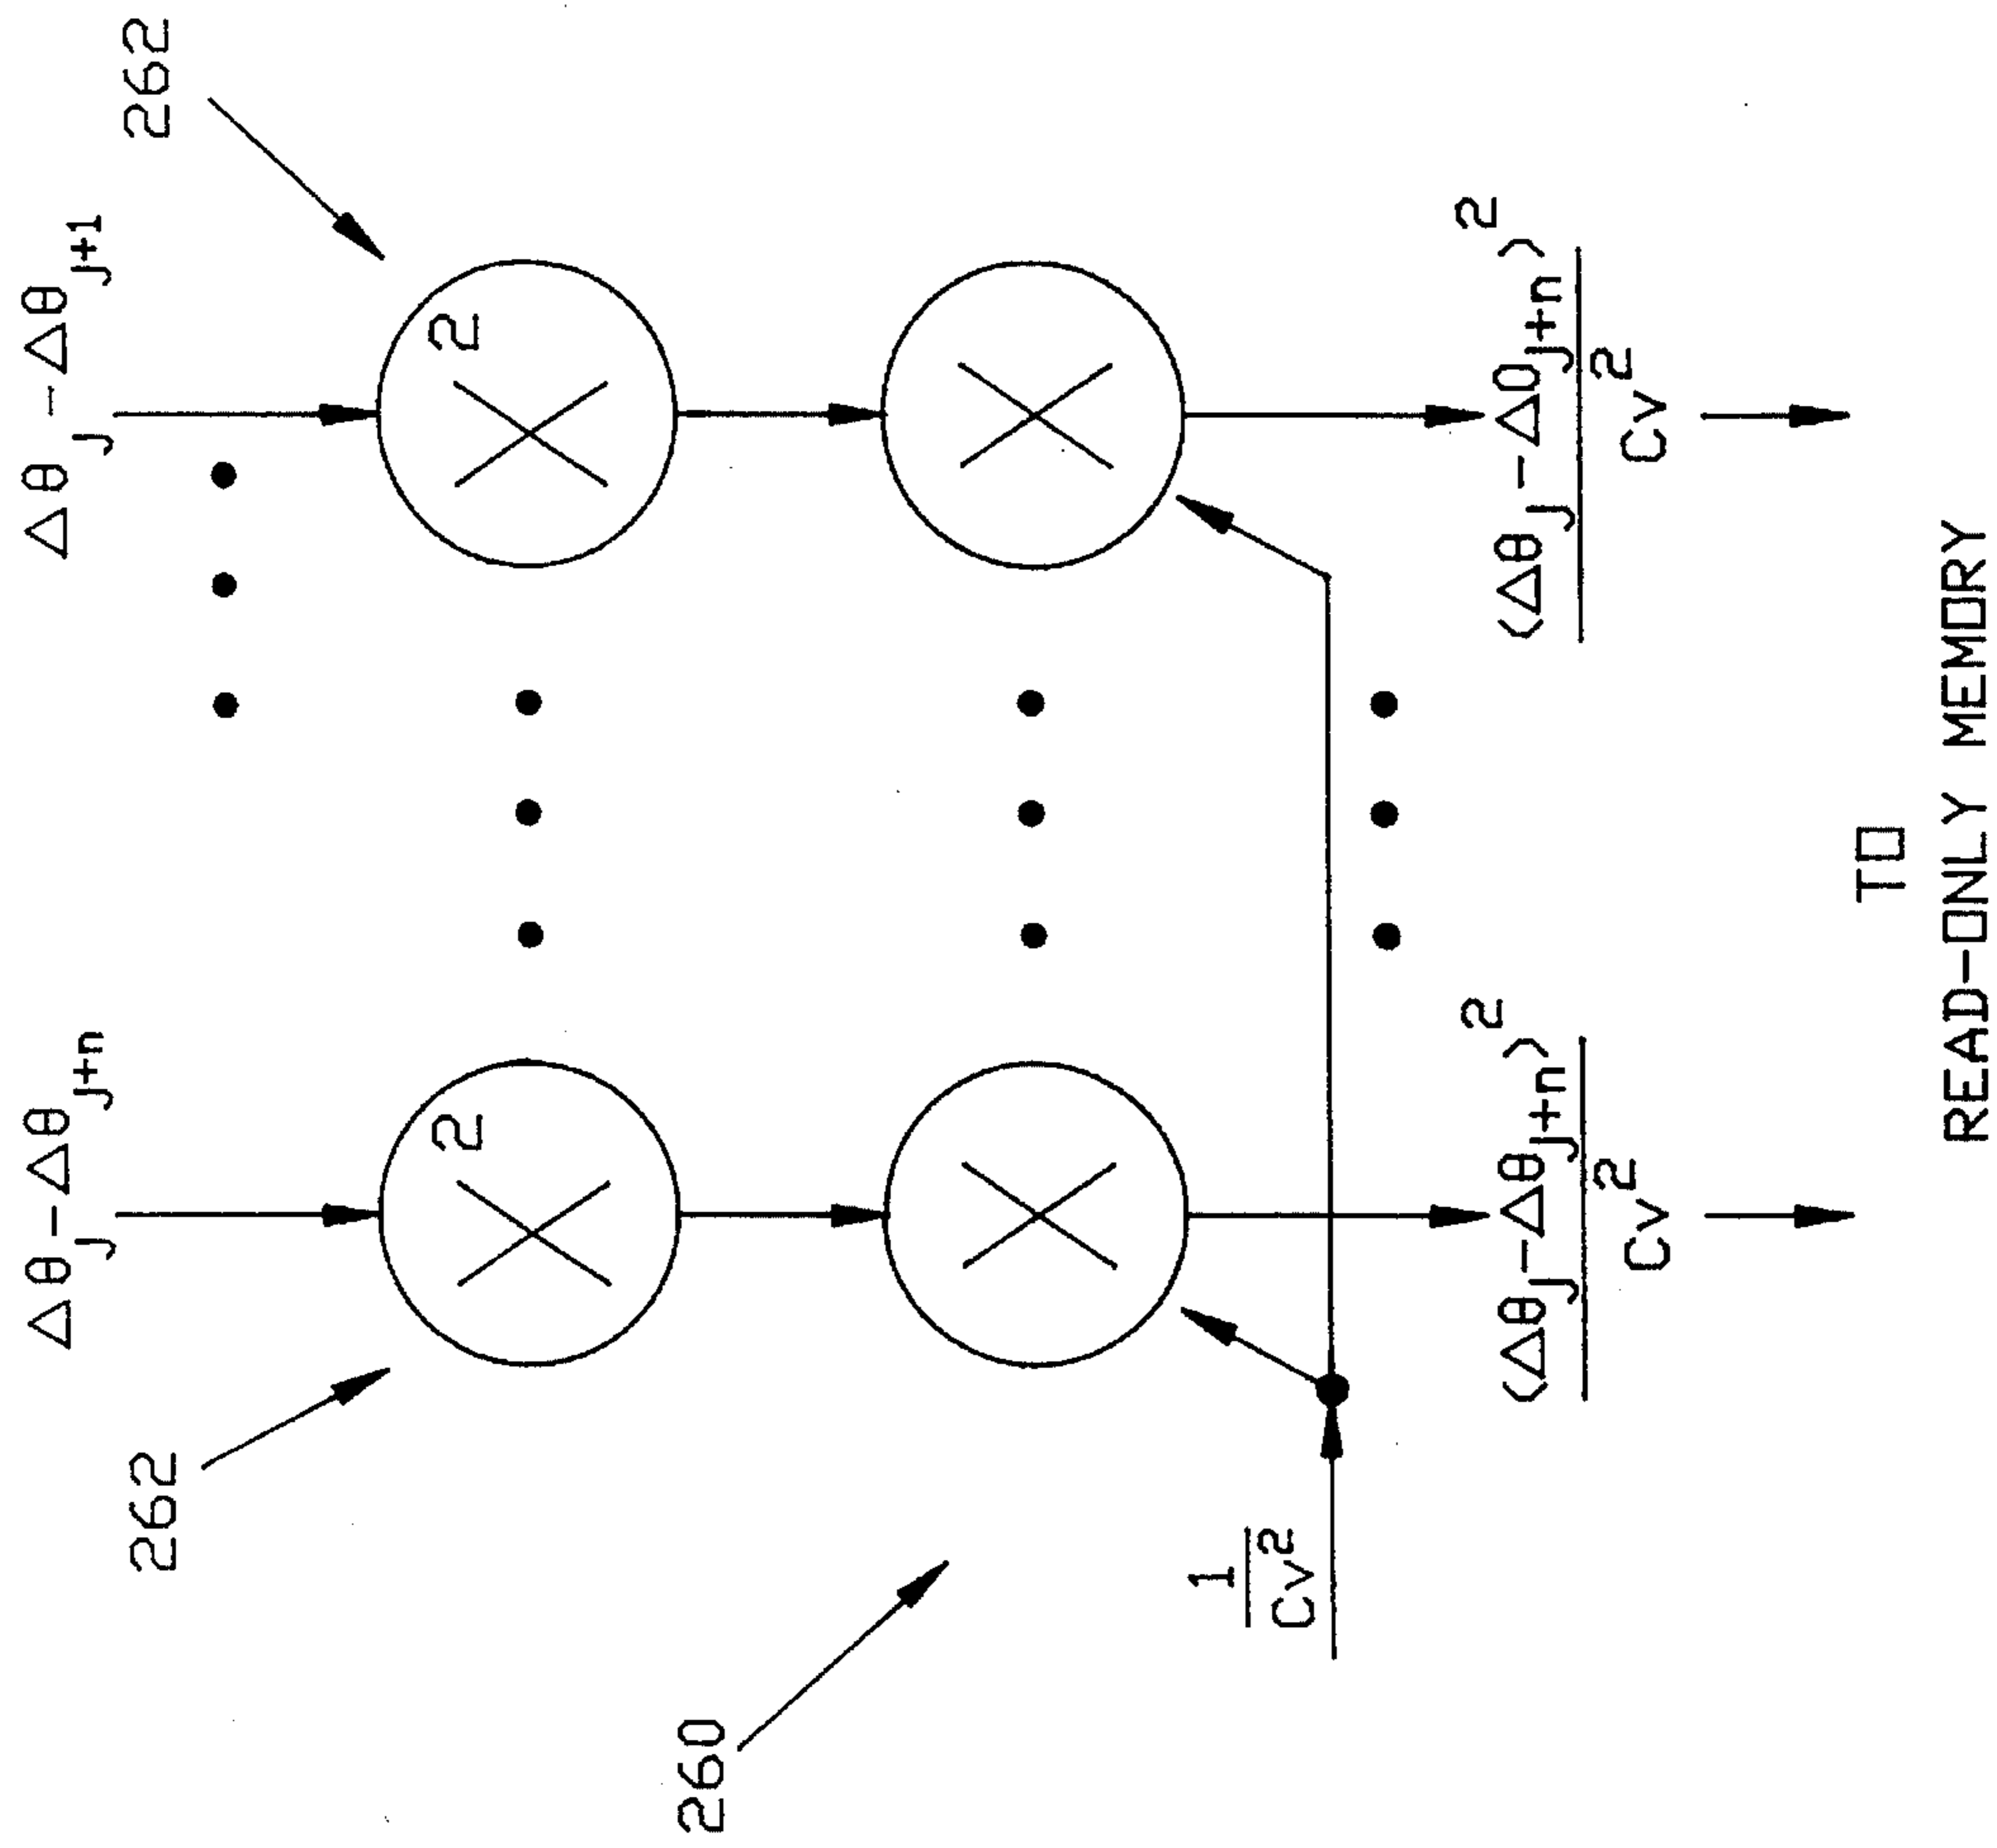 Δθⱼ-Δθⱼ₊ₙ
Δθⱼ-Δθⱼ₊₁
262
262
2
2
260
1
Cv²
(Δθⱼ-Δθⱼ₊ₙ)²
Cv²
(Δθⱼ-Δ0ⱼ₊ₙ)²
Cv²
TO
READ-ONLY MEMORY